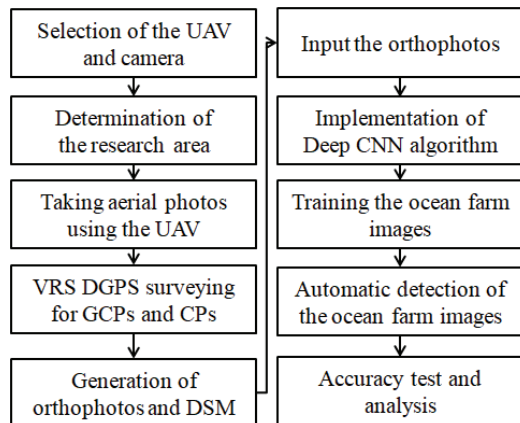 Selection of the UAV
and camera
Determination of
the research area
Taking aerial photos
using the UAV
VRS DGPS surveying
for GCPs and CPs
Generation of
orthophotos and DSM
Input the orthophotos
Implementation of
Deep CNN algorithm
Training the ocean farm
images
Automatic detection of
the ocean farm images
Accuracy test and
analysis